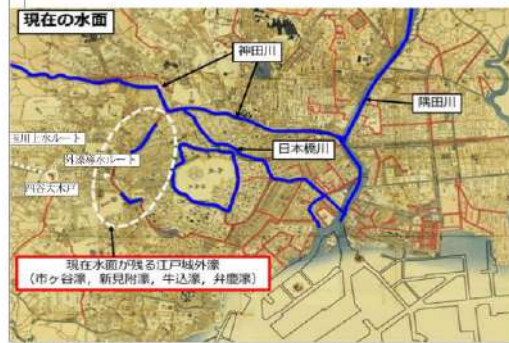 現在の水面
神田川
隅田川
日本橋川
玉川上水ルート
外濠導水ルート
四谷大木戸
現在水面が残る江戸城外濠
(市ヶ谷濠,新見附濠,牛込濠,弁慶濠)